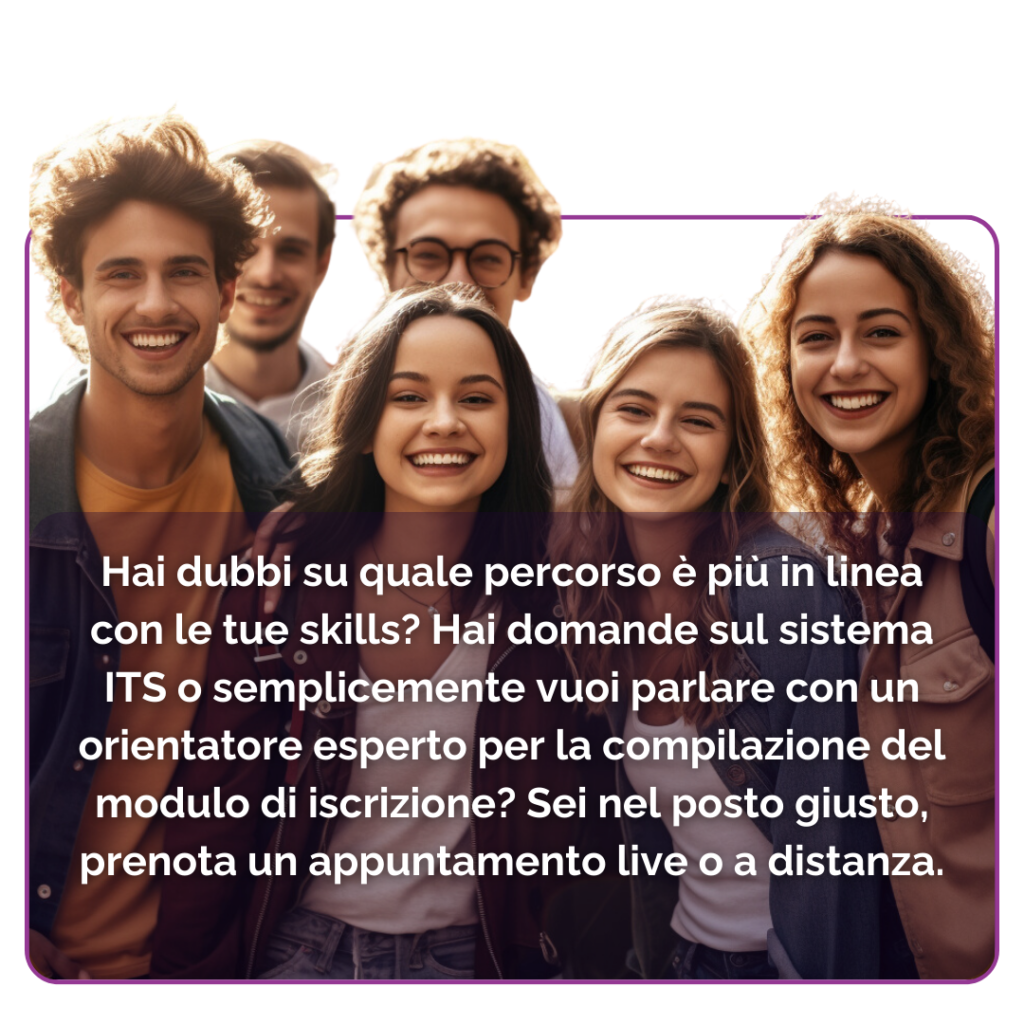 Hai dubbi su quale percorso è più in linea
con le tue skills? Hai domande sul sistema
ITS o semplicemente vuoi parlare con un
orientatore esperto per la compilazione del
modulo di iscrizione? Sei nel posto giusto,
prenota un appuntamento live o a distanza.